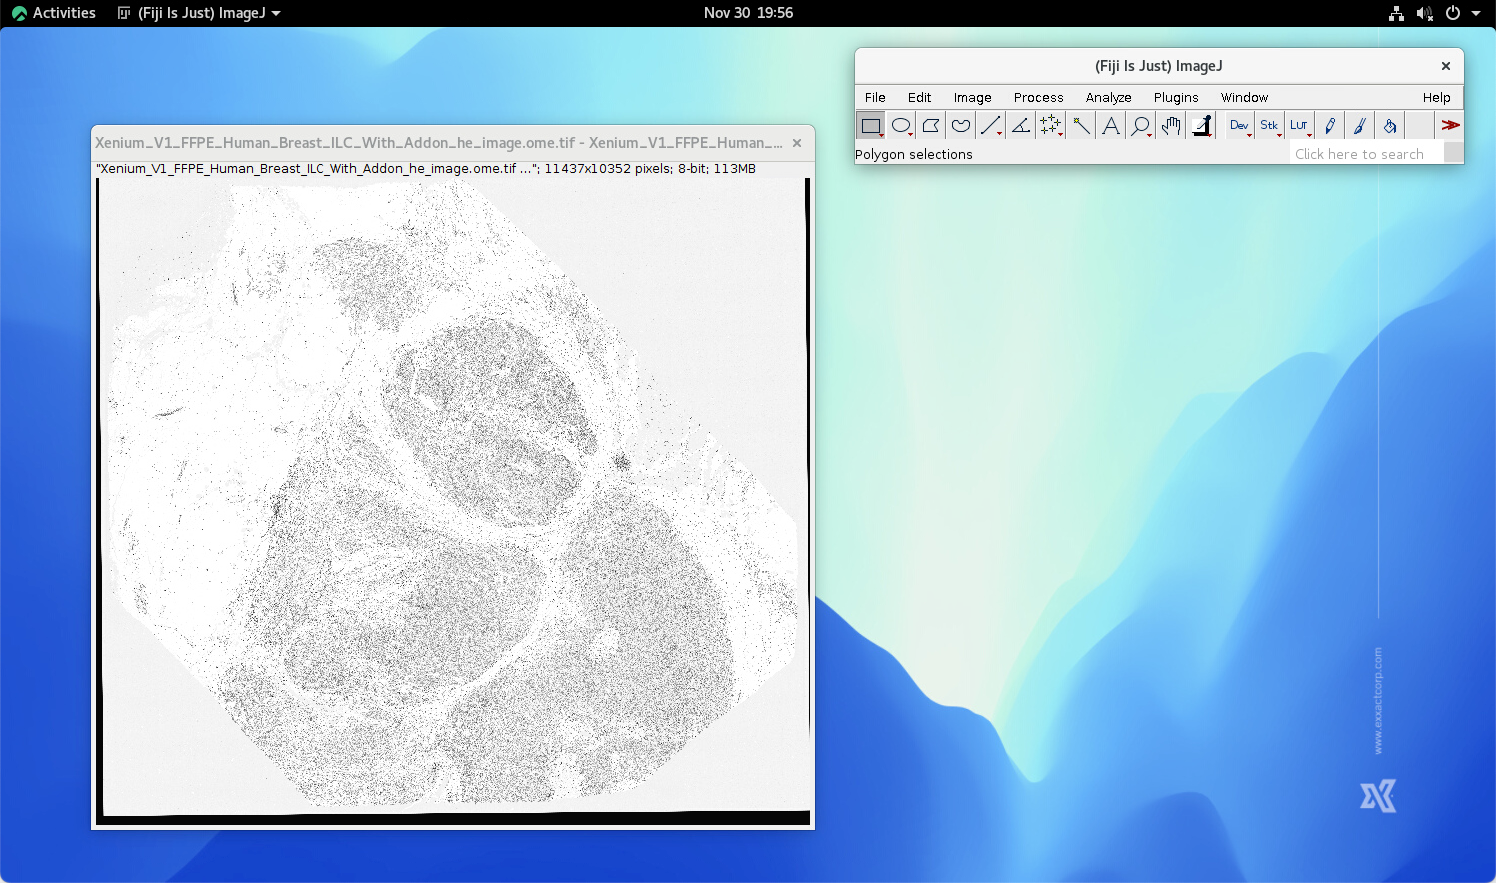 Activities (Fiji Is Just) ImageJ Nov 30 19:56
(Fiji Is Just) ImageJ
File Edit Image Process Analyze Plugins Window Help
Dev Stk LUT
Polygon selections Click here to search
Xenium_V1_FFPE_Human_Breast_ILC_With_Addon_he_image.ome.tif - Xenium_V1_FFPE_Human_...
"Xenium_V1_FFPE_Human_Breast_ILC_With_Addon_he_image.ome.tif ..."; 11437x10352 pixels; 8-bit; 113MB
www.exxactcorp.com